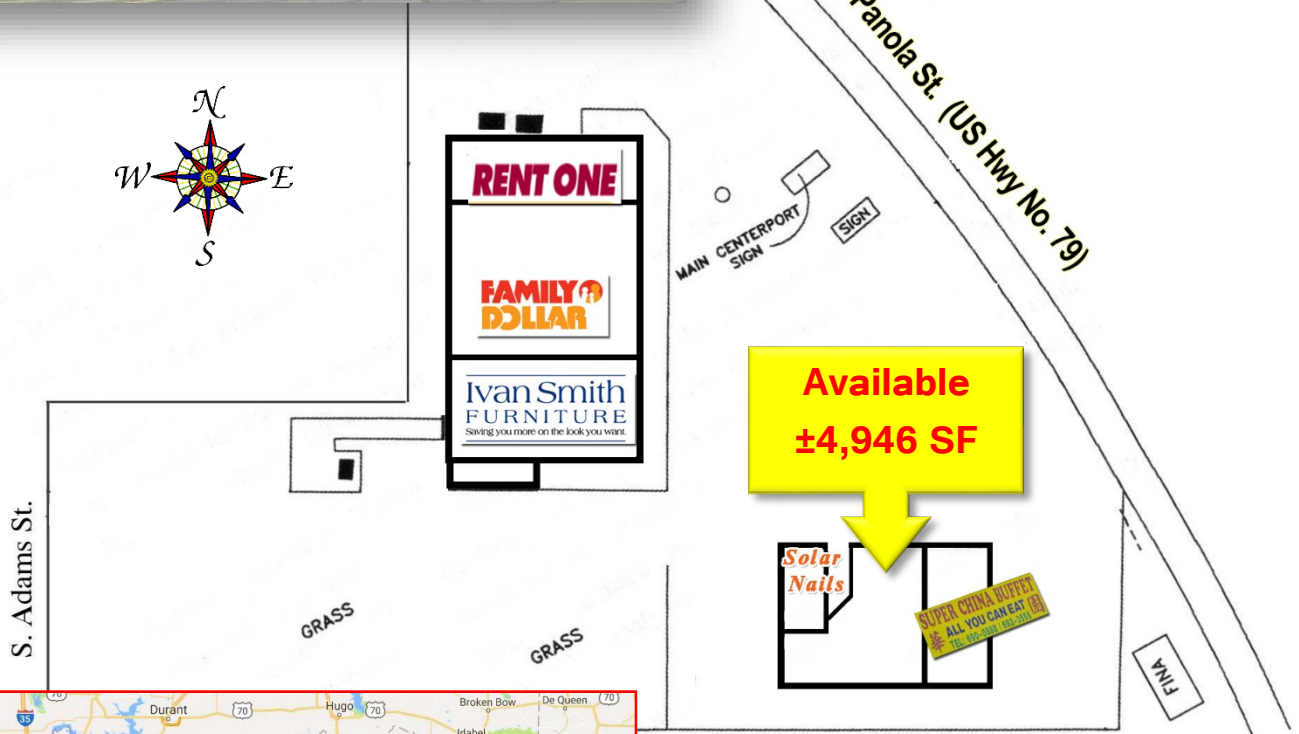 Panola St. (US Hwy No. 79)
N
W
E
S
RENT ONE
MAIN CENTERPORT
SIGN
SIGN
FAMILY
DOLLAR
Available
±4,946 SF
Ivan Smith
FURNITURE
Saving you more on the look you want.
S. Adams St.
Solar
Nails
SUPER CHINA BUFFET
ALL YOU CAN EAT
GRASS
GRASS
FINA
35
70
Durant
70
Hugo
70
Broken Bow
De Queen
70
Idabel